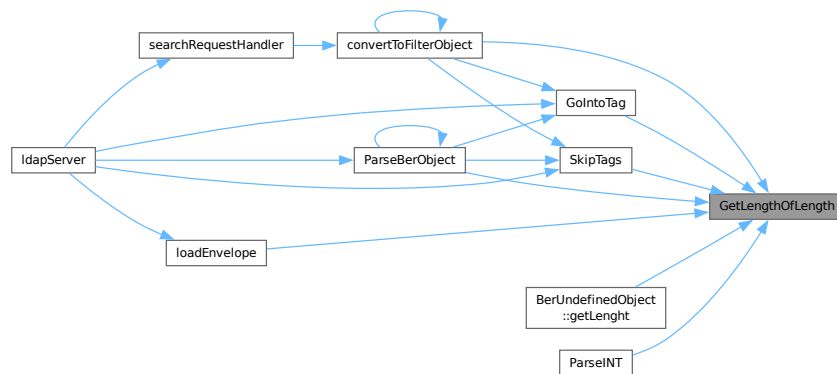 searchRequestHandler
convertToFilterObject
GoIntoTag
ldapServer
ParseBerObject
SkipTags
GetLengthOfLength
loadEnvelope
BerUndefinedObject
::getLenght
ParseINT